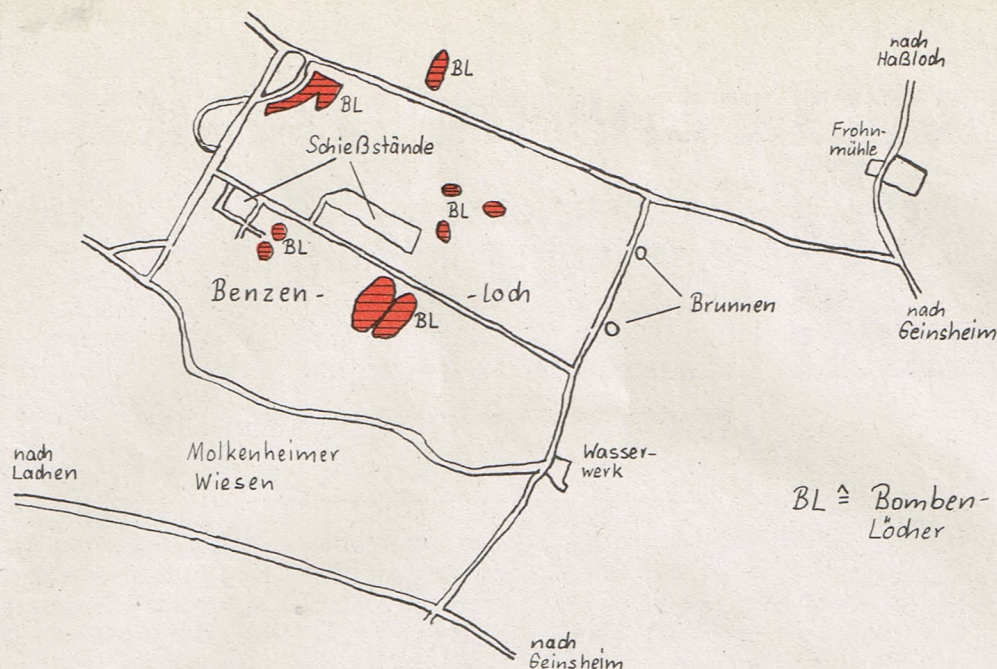 nach
Haßloch
BL
BL
Frohn-
mühle
Schießstände
BL
BL
Benzen-
-loch
BL
Brunnen
nach
Geinsheim
nach
Lachen
Molkenheimer
Wiesen
Wasser-
werk
BL ≙ Bomben-
Löcher
nach
Geinsheim